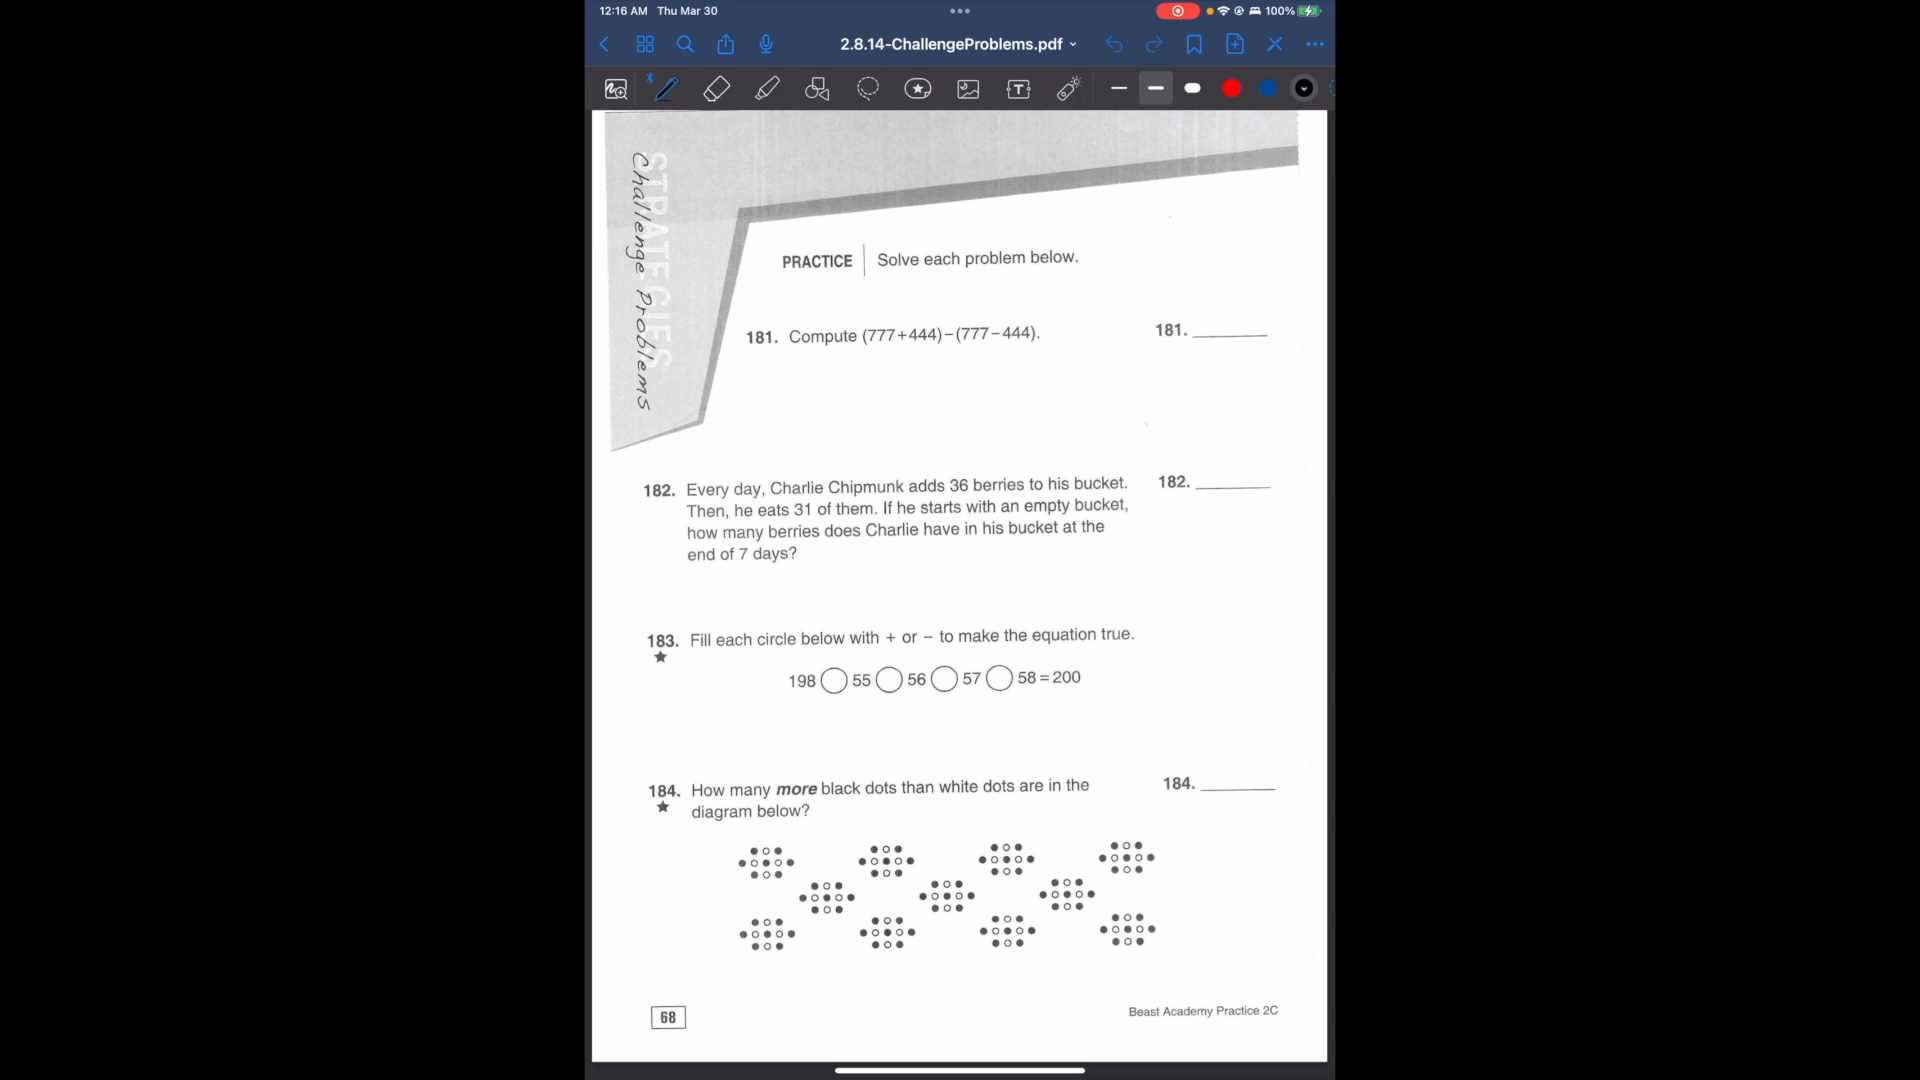 12:16 AM Thu Mar 30
100%
2.8.14-ChallengeProblems.pdf
STRATEGIES
Challenge Problems
PRACTICE Solve each problem below.
181. Compute (777+444)−(777−444). 181. ______
182. Every day, Charlie Chipmunk adds 36 berries to his bucket. 182. ______
Then, he eats 31 of them. If he starts with an empty bucket,
how many berries does Charlie have in his bucket at the
end of 7 days?
183. Fill each circle below with + or − to make the equation true.
★
198 ◯ 55 ◯ 56 ◯ 57 ◯ 58 = 200
184. How many more black dots than white dots are in the 184. ______
★ diagram below?
68
Beast Academy Practice 2C